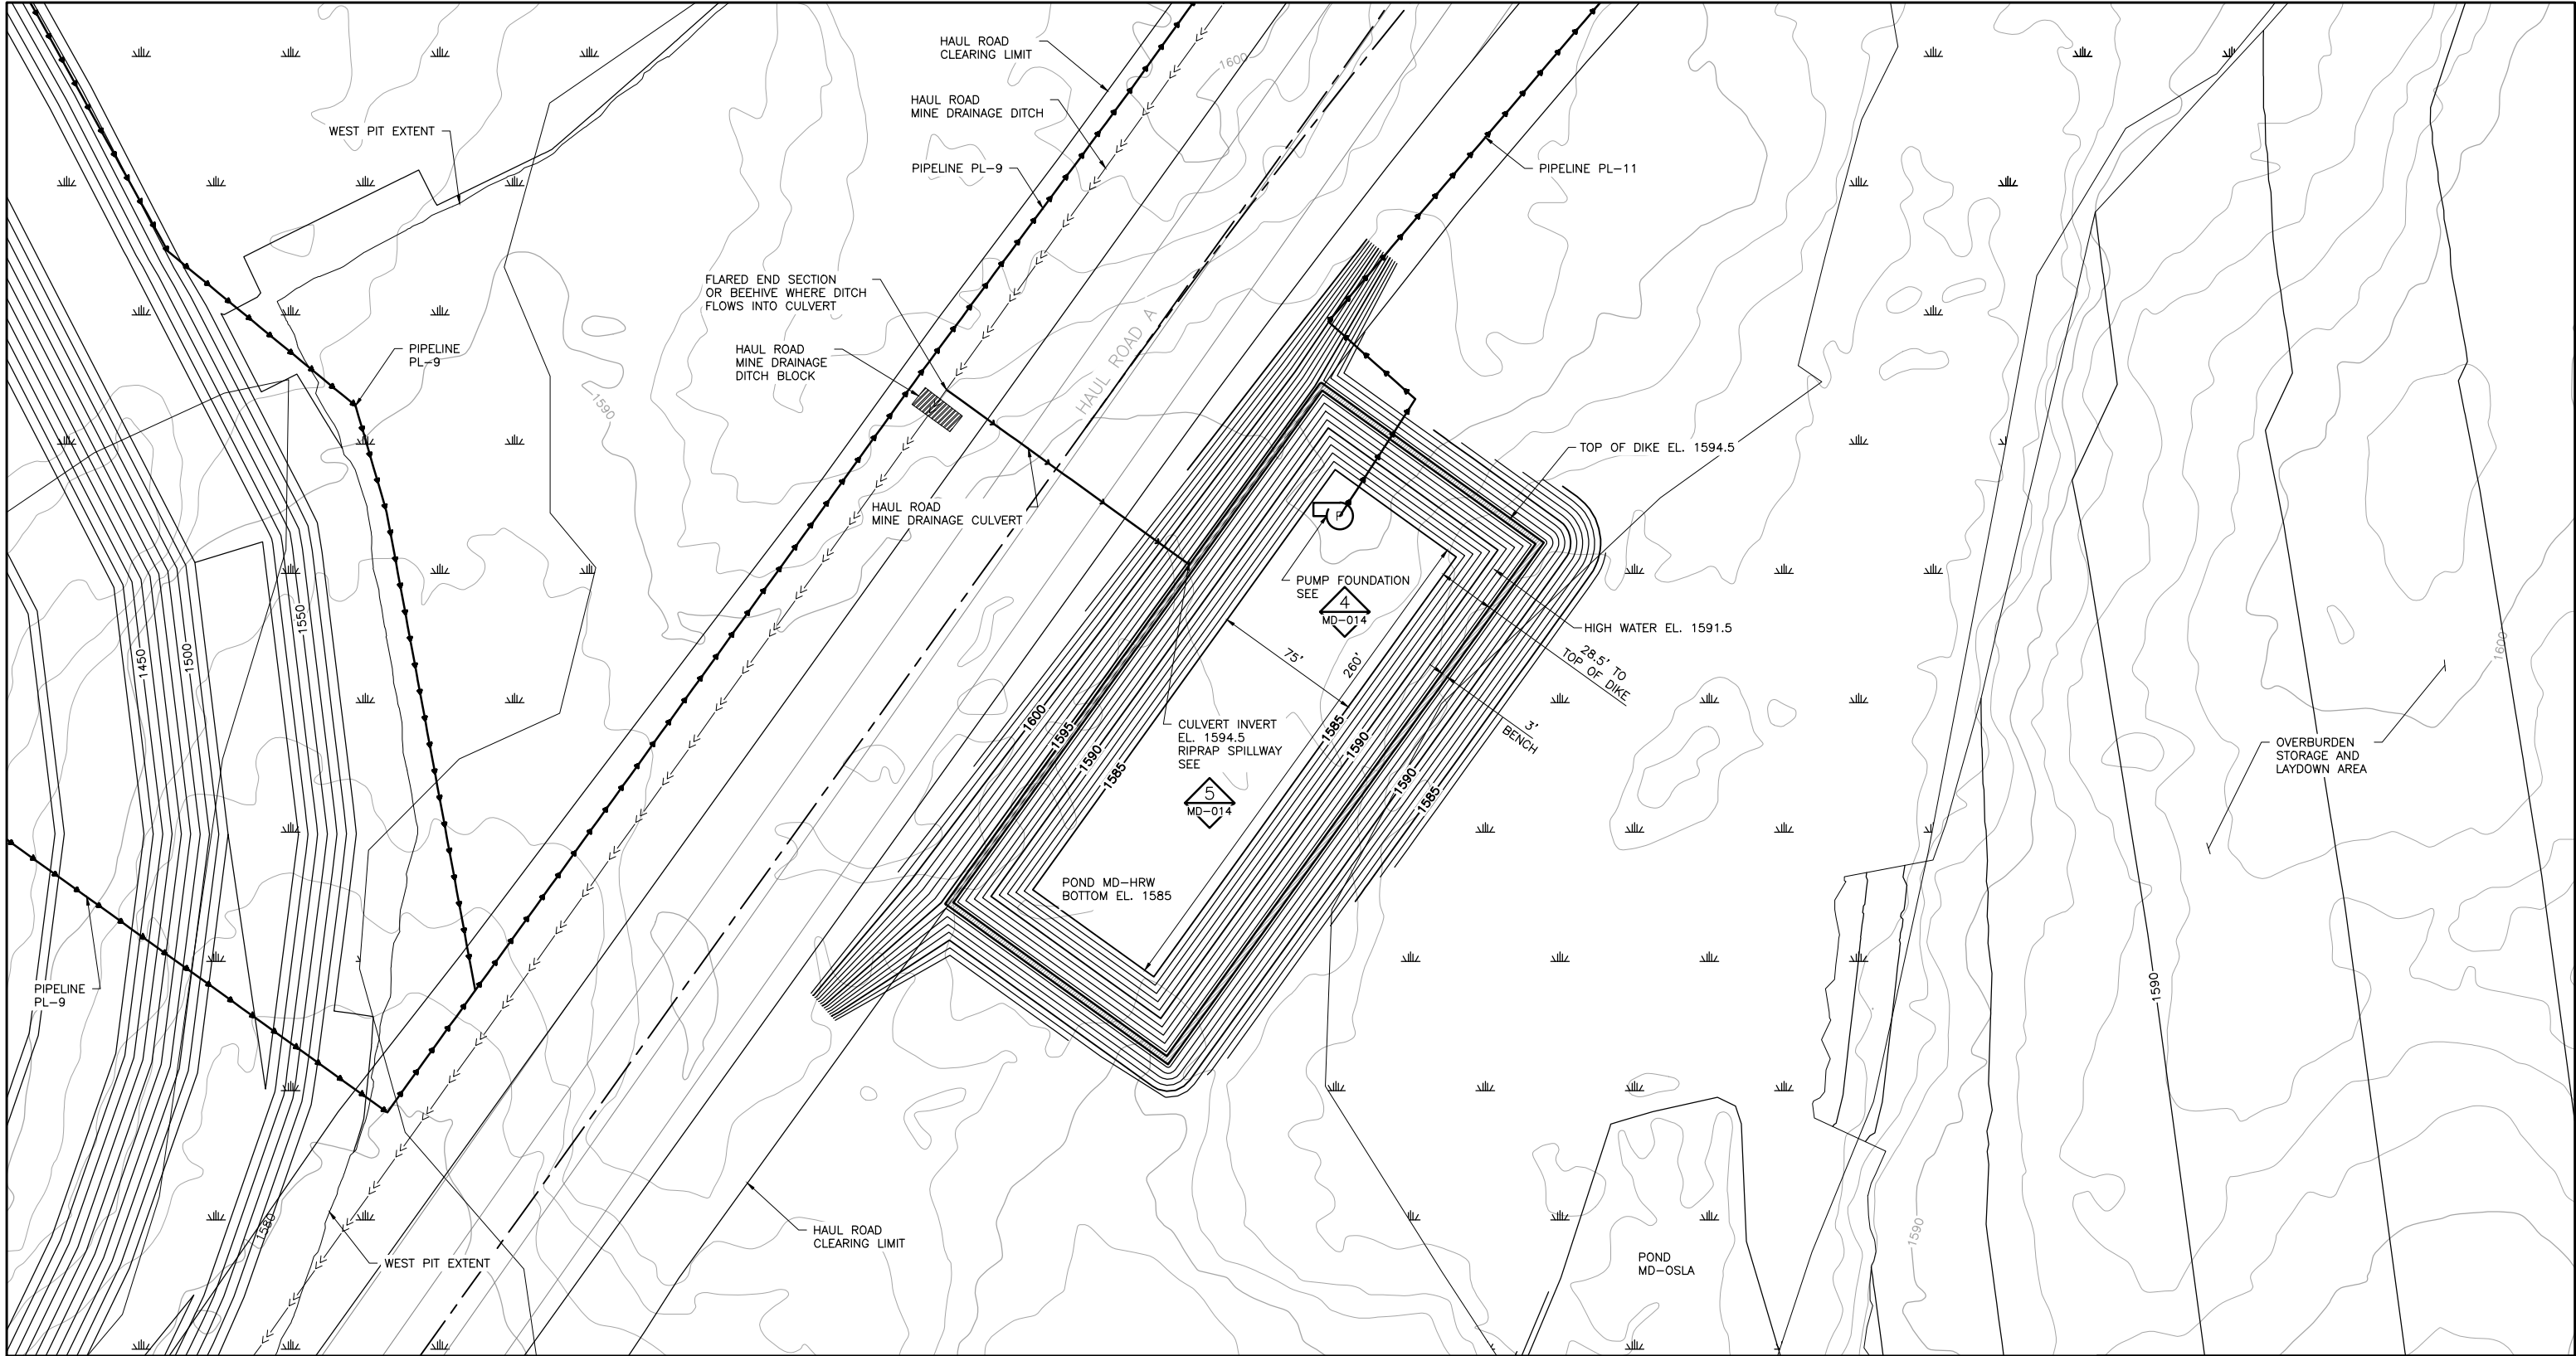 HAUL ROAD
CLEARING LIMIT
1600
HAUL ROAD
MINE DRAINAGE DITCH
WEST PIT EXTENT
PIPELINE PL-9
PIPELINE PL-11
FLARED END SECTION
OR BEEHIVE WHERE DITCH
FLOWS INTO CULVERT
HAUL ROAD A
PIPELINE
PL-9
HAUL ROAD
MINE DRAINAGE
DITCH BLOCK
1590
TOP OF DIKE EL. 1594.5
HAUL ROAD
MINE DRAINAGE CULVERT
P
PUMP FOUNDATION
SEE
4
MD-014
HIGH WATER EL. 1591.5
1550
1450
1500
75'
260'
28.5' TO
TOP OF DIKE
1600
3'
BENCH
1600
1595
1590
1585
CULVERT INVERT
EL. 1594.5
RIPRAP SPILLWAY
SEE
5
MD-014
1585
1590
1590
1585
OVERBURDEN
STORAGE AND
LAYDOWN AREA
POND MD-HRW
BOTTOM EL. 1585
PIPELINE
PL-9
1590
1580
HAUL ROAD
CLEARING LIMIT
1590
WEST PIT EXTENT
POND
MD-OSLA